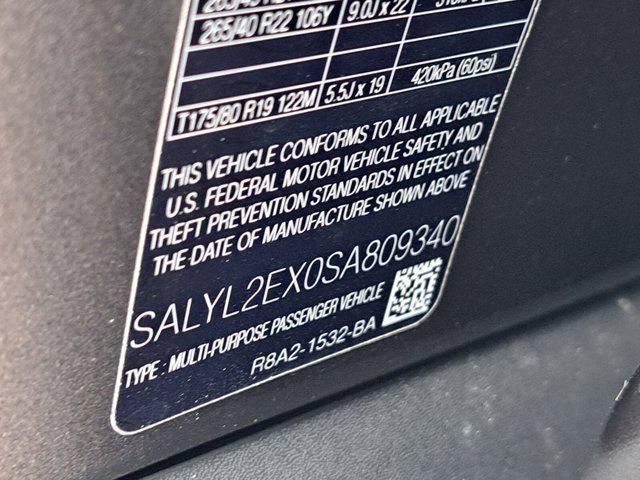 265/40 R22 106Y 9.0J x 22
T175/80 R19 122M 5.5J x 19 420kPa (60psi)
THIS VEHICLE CONFORMS TO ALL APPLICABLE
U.S. FEDERAL MOTOR VEHICLE SAFETY AND
THEFT PREVENTION STANDARDS IN EFFECT ON
THE DATE OF MANUFACTURE SHOWN ABOVE
SALYL2EX0SA809340
TYPE : MULTI-PURPOSE PASSENGER VEHICLE
R8A2-1532-BA